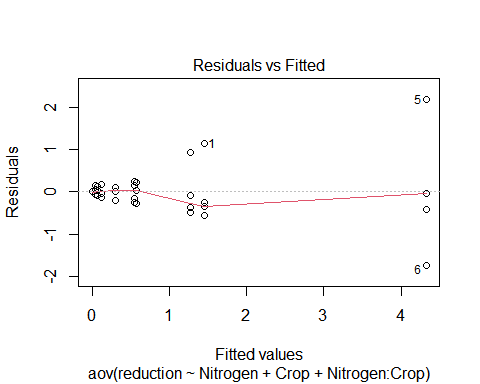 Residuals vs Fitted
Residuals
2
1
0
-1
-2
5
1
6
0 1 2 3 4
Fitted values
aov(reduction ~ Nitrogen + Crop + Nitrogen:Crop)